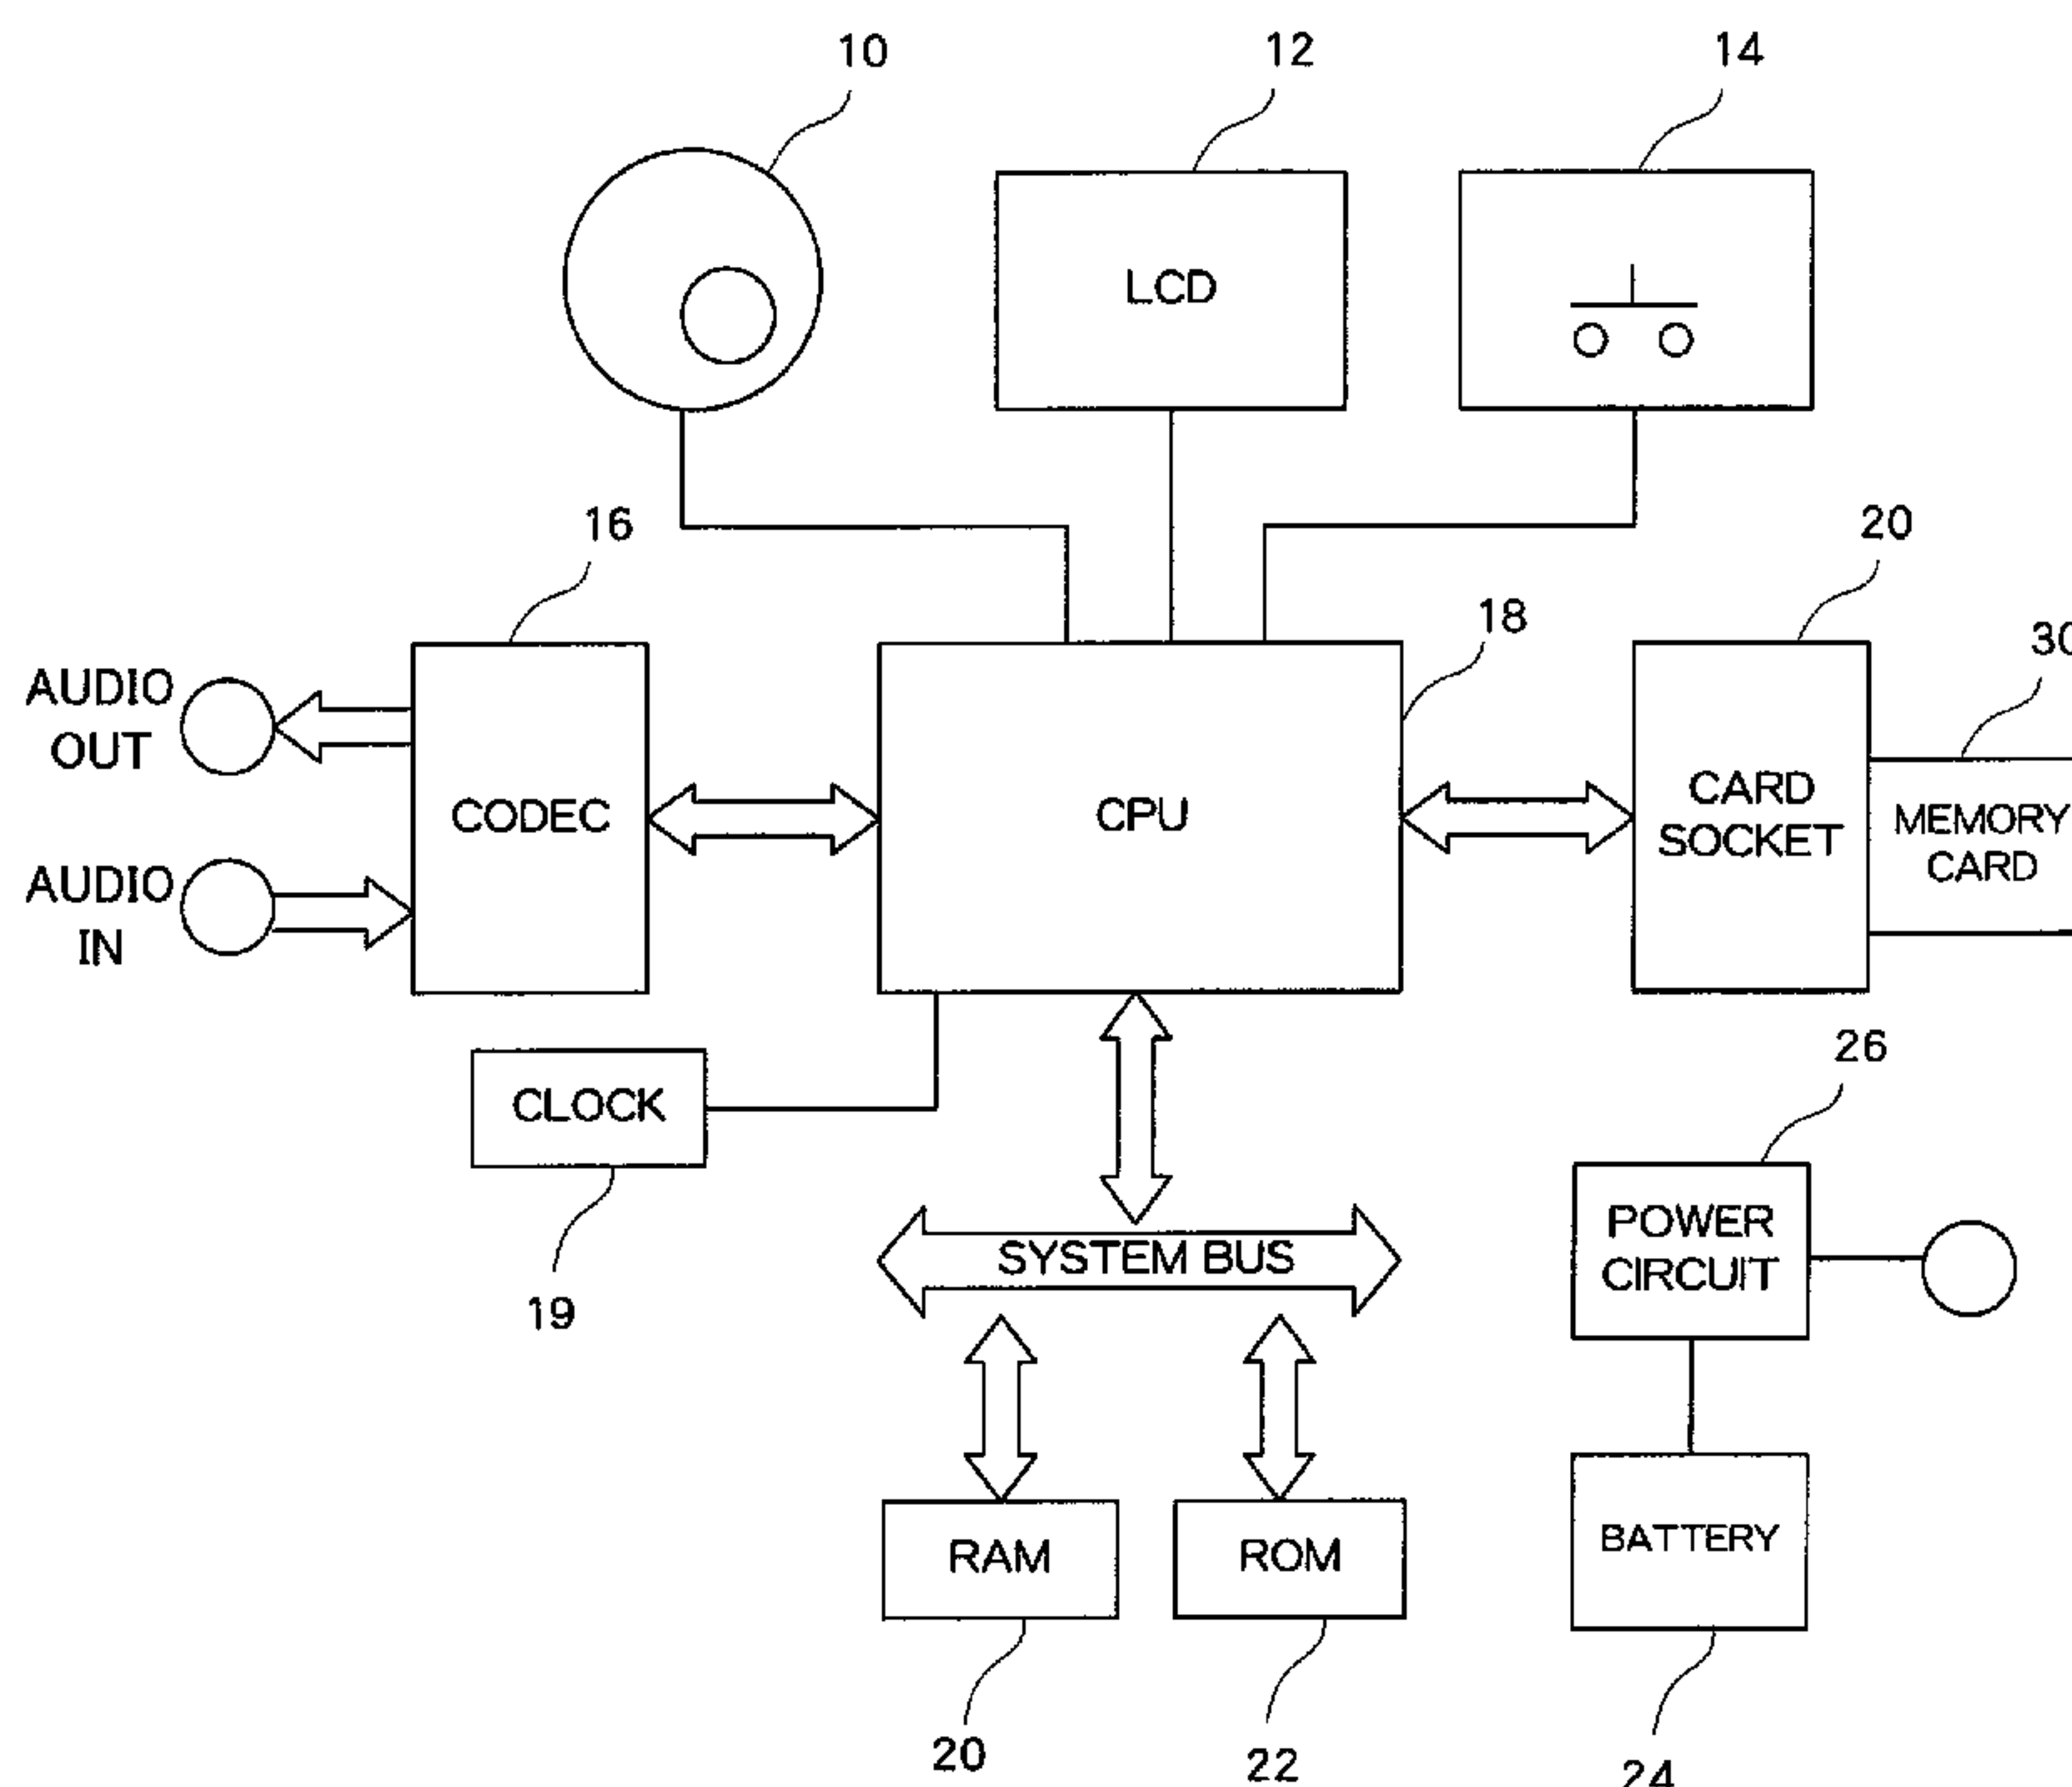 10
12
14
LCD
16
20
18
30
AUDIO
OUT
CODEC
CPU
CARD
SOCKET
MEMORY
CARD
AUDIO
IN
26
CLOCK
19
SYSTEM BUS
POWER
CIRCUIT
RAM
ROM
BATTERY
20
22
24